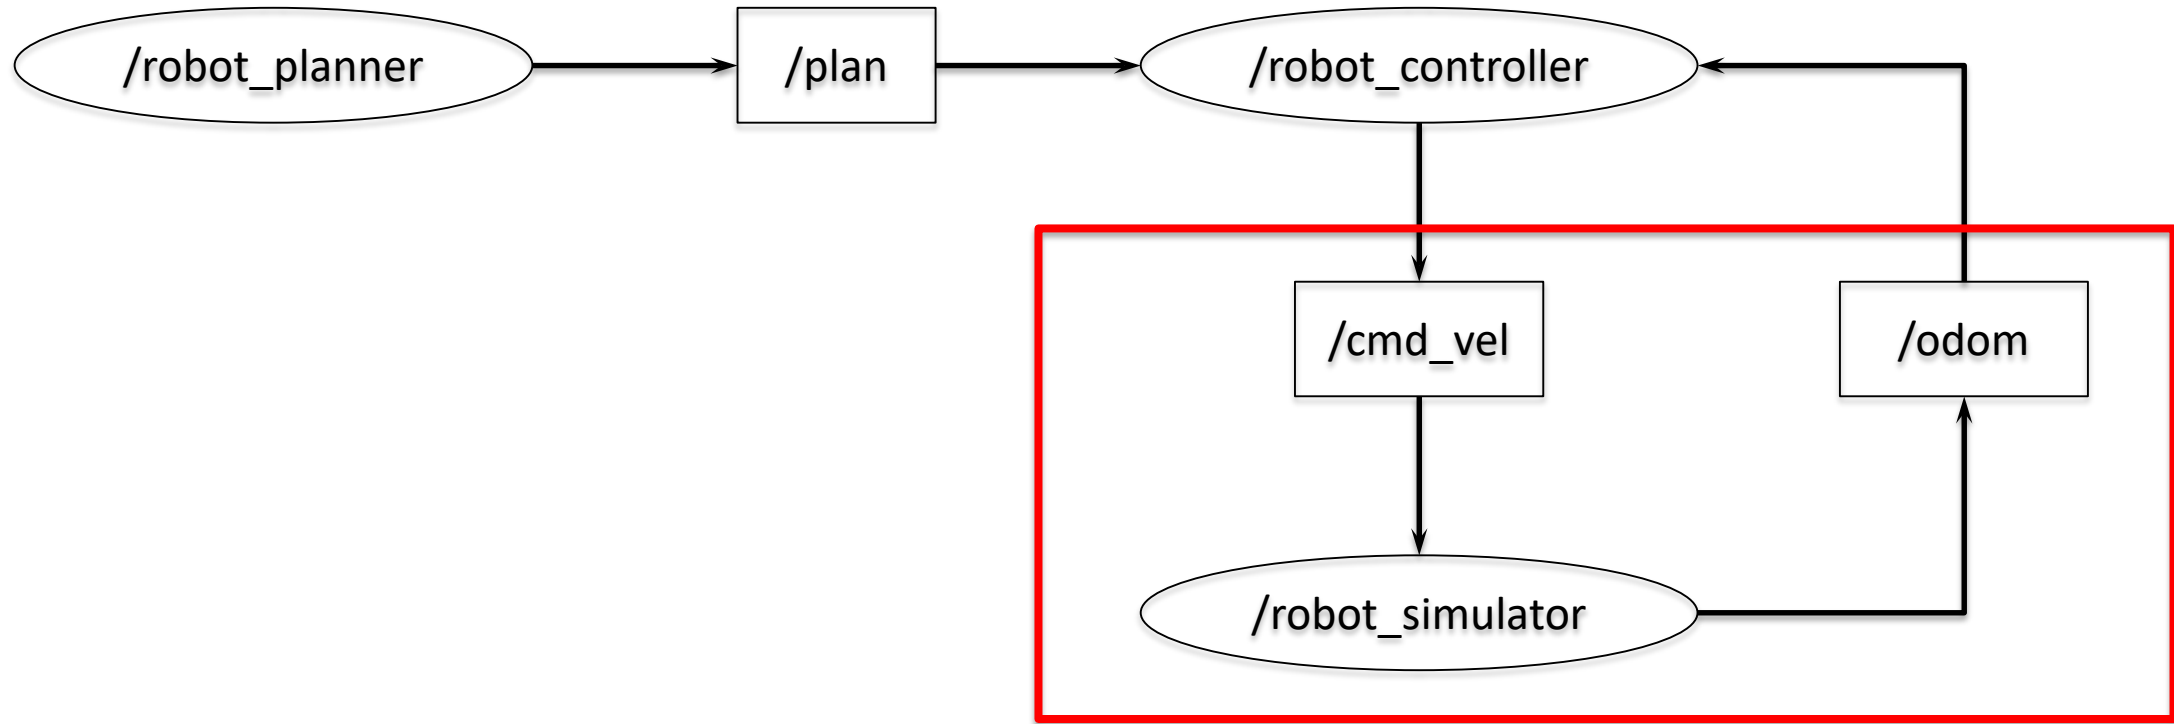 /robot_planner
/plan
/robot_controller
/cmd_vel
/odom
/robot_simulator